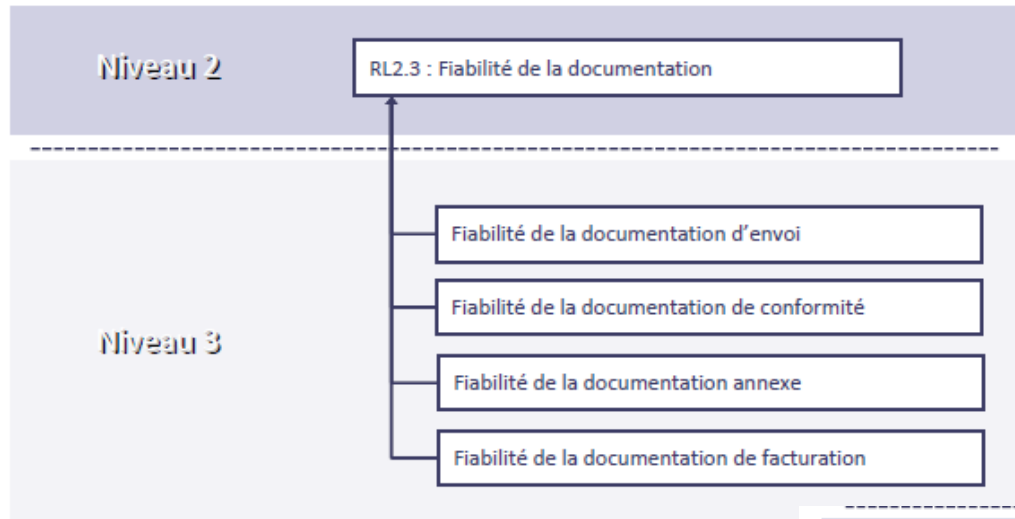 Niveau 2
RL2.3 : Fiabilité de la documentation
Fiabilité de la documentation d’envoi
Fiabilité de la documentation de conformité
Niveau 3
Fiabilité de la documentation annexe
Fiabilité de la documentation de facturation